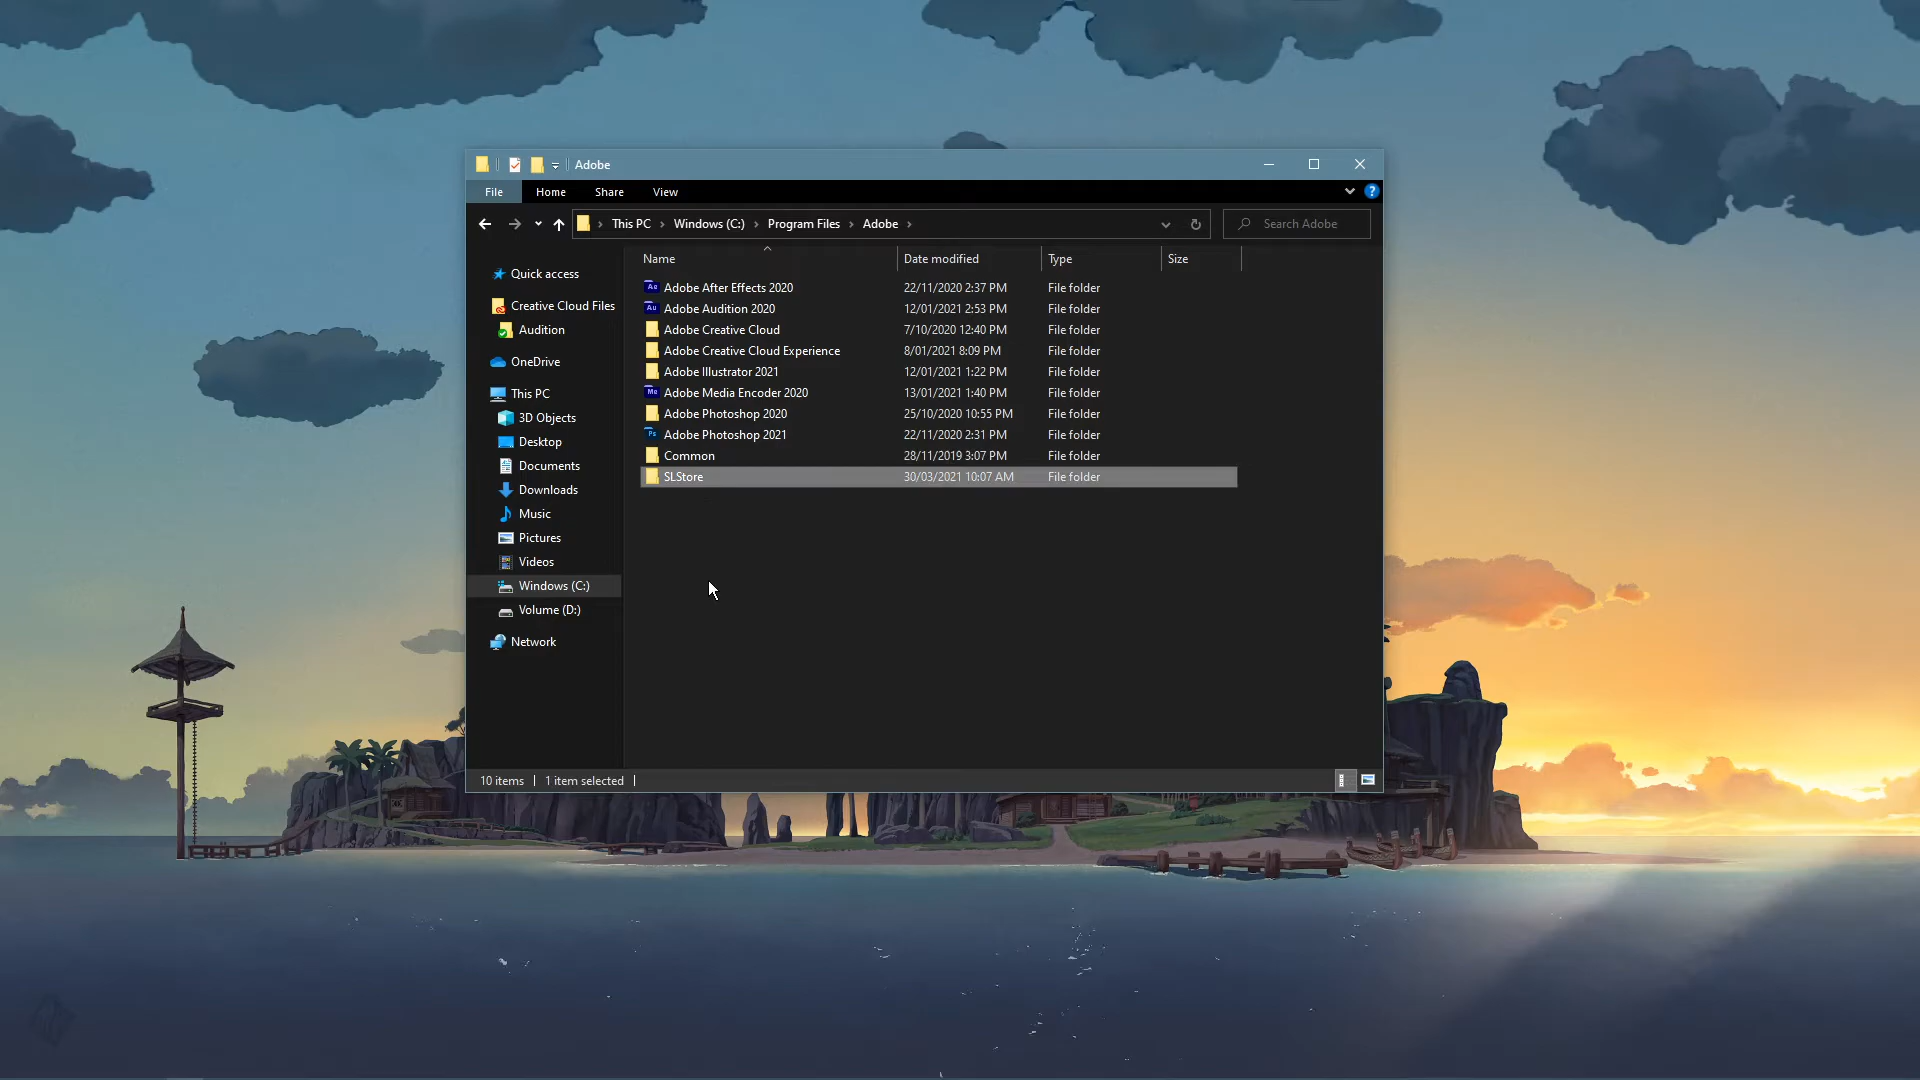 Adobe
File Home Share View
This PC Windows (C:) Program Files Adobe
Search Adobe
Name Date modified Type Size
Quick access
Creative Cloud Files
Audition
OneDrive
This PC
3D Objects
Desktop
Documents
Downloads
Music
Pictures
Videos
Windows (C:)
Volume (D:)
Network
Ae Adobe After Effects 2020 22/11/2020 2:37 PM File folder
Au Adobe Audition 2020 12/01/2021 2:53 PM File folder
Adobe Creative Cloud 7/10/2020 12:40 PM File folder
Adobe Creative Cloud Experience 8/01/2021 8:09 PM File folder
Adobe Illustrator 2021 12/01/2021 1:22 PM File folder
Me Adobe Media Encoder 2020 13/01/2021 1:40 PM File folder
Adobe Photoshop 2020 25/10/2020 10:55 PM File folder
Ps Adobe Photoshop 2021 22/11/2020 2:31 PM File folder
Common 28/11/2019 3:07 PM File folder
SLStore 30/03/2021 10:07 AM File folder
10 items 1 item selected